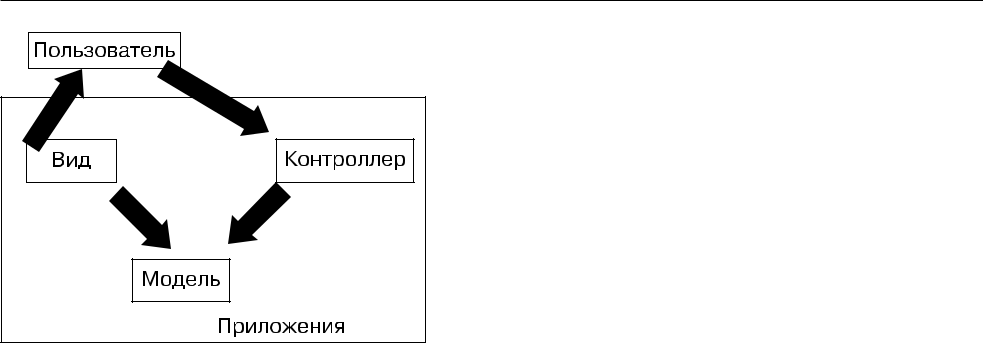 Пользователь
Вид
Контроллер
Модель
Приложения